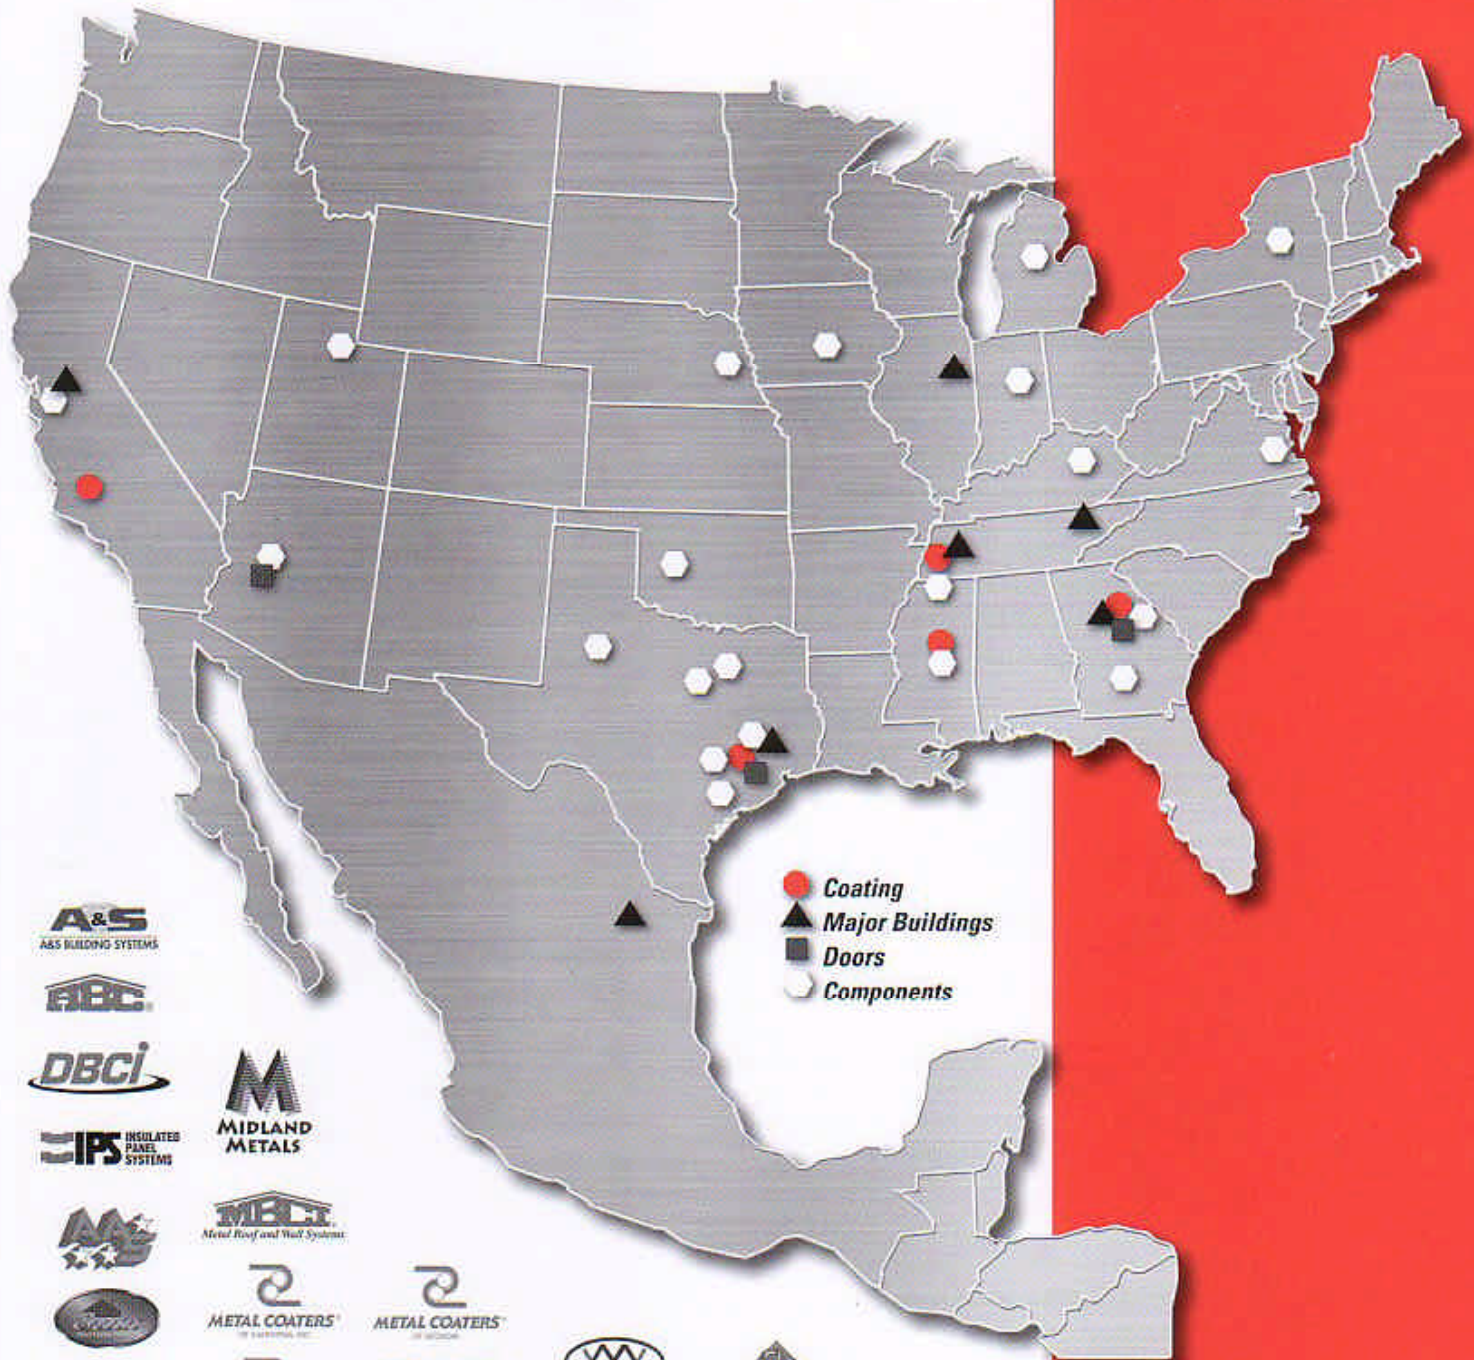 Coating
Major Buildings
Doors
Components
A&S
A&S BUILDING SYSTEMS
ABC
DBCi
MIDLAND
METALS
IPS INSULATED
PANEL
SYSTEMS
MBCI
Metal Roof and Wall Systems
METAL COATERS
METAL COATERS